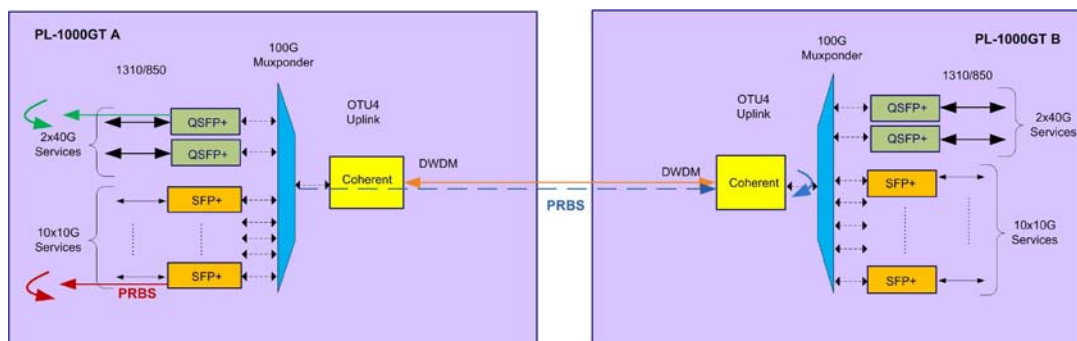 PL-1000GT A
1310/850
100G
Muxponder
OTU4
Uplink
QSFP+
QSFP+
2x40G
Services
Coherent
DWDM
SFP+
10x10G
Services
SFP+
PRBS
PRBS
PL-1000GT B
100G
Muxponder
1310/850
OTU4
Uplink
QSFP+
QSFP+
2x40G
Services
DWDM
Coherent
SFP+
10x10G
Services
SFP+